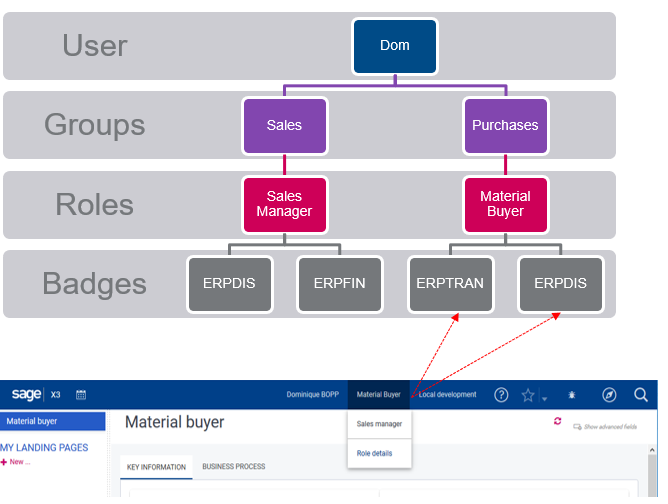 User
Dom
Groups
Sales
Purchases
Roles
Sales
Manager
Material
Buyer
Badges
ERPDIS
ERPFIN
ERPTRAN
ERPDIS
sage X3 Dominique BOPP Material Buyer Local development
Material buyer
Material buyer
Sales manager
Show advanced fields
MY LANDING PAGES
Role details
+ New ...
KEY INFORMATION BUSINESS PROCESS